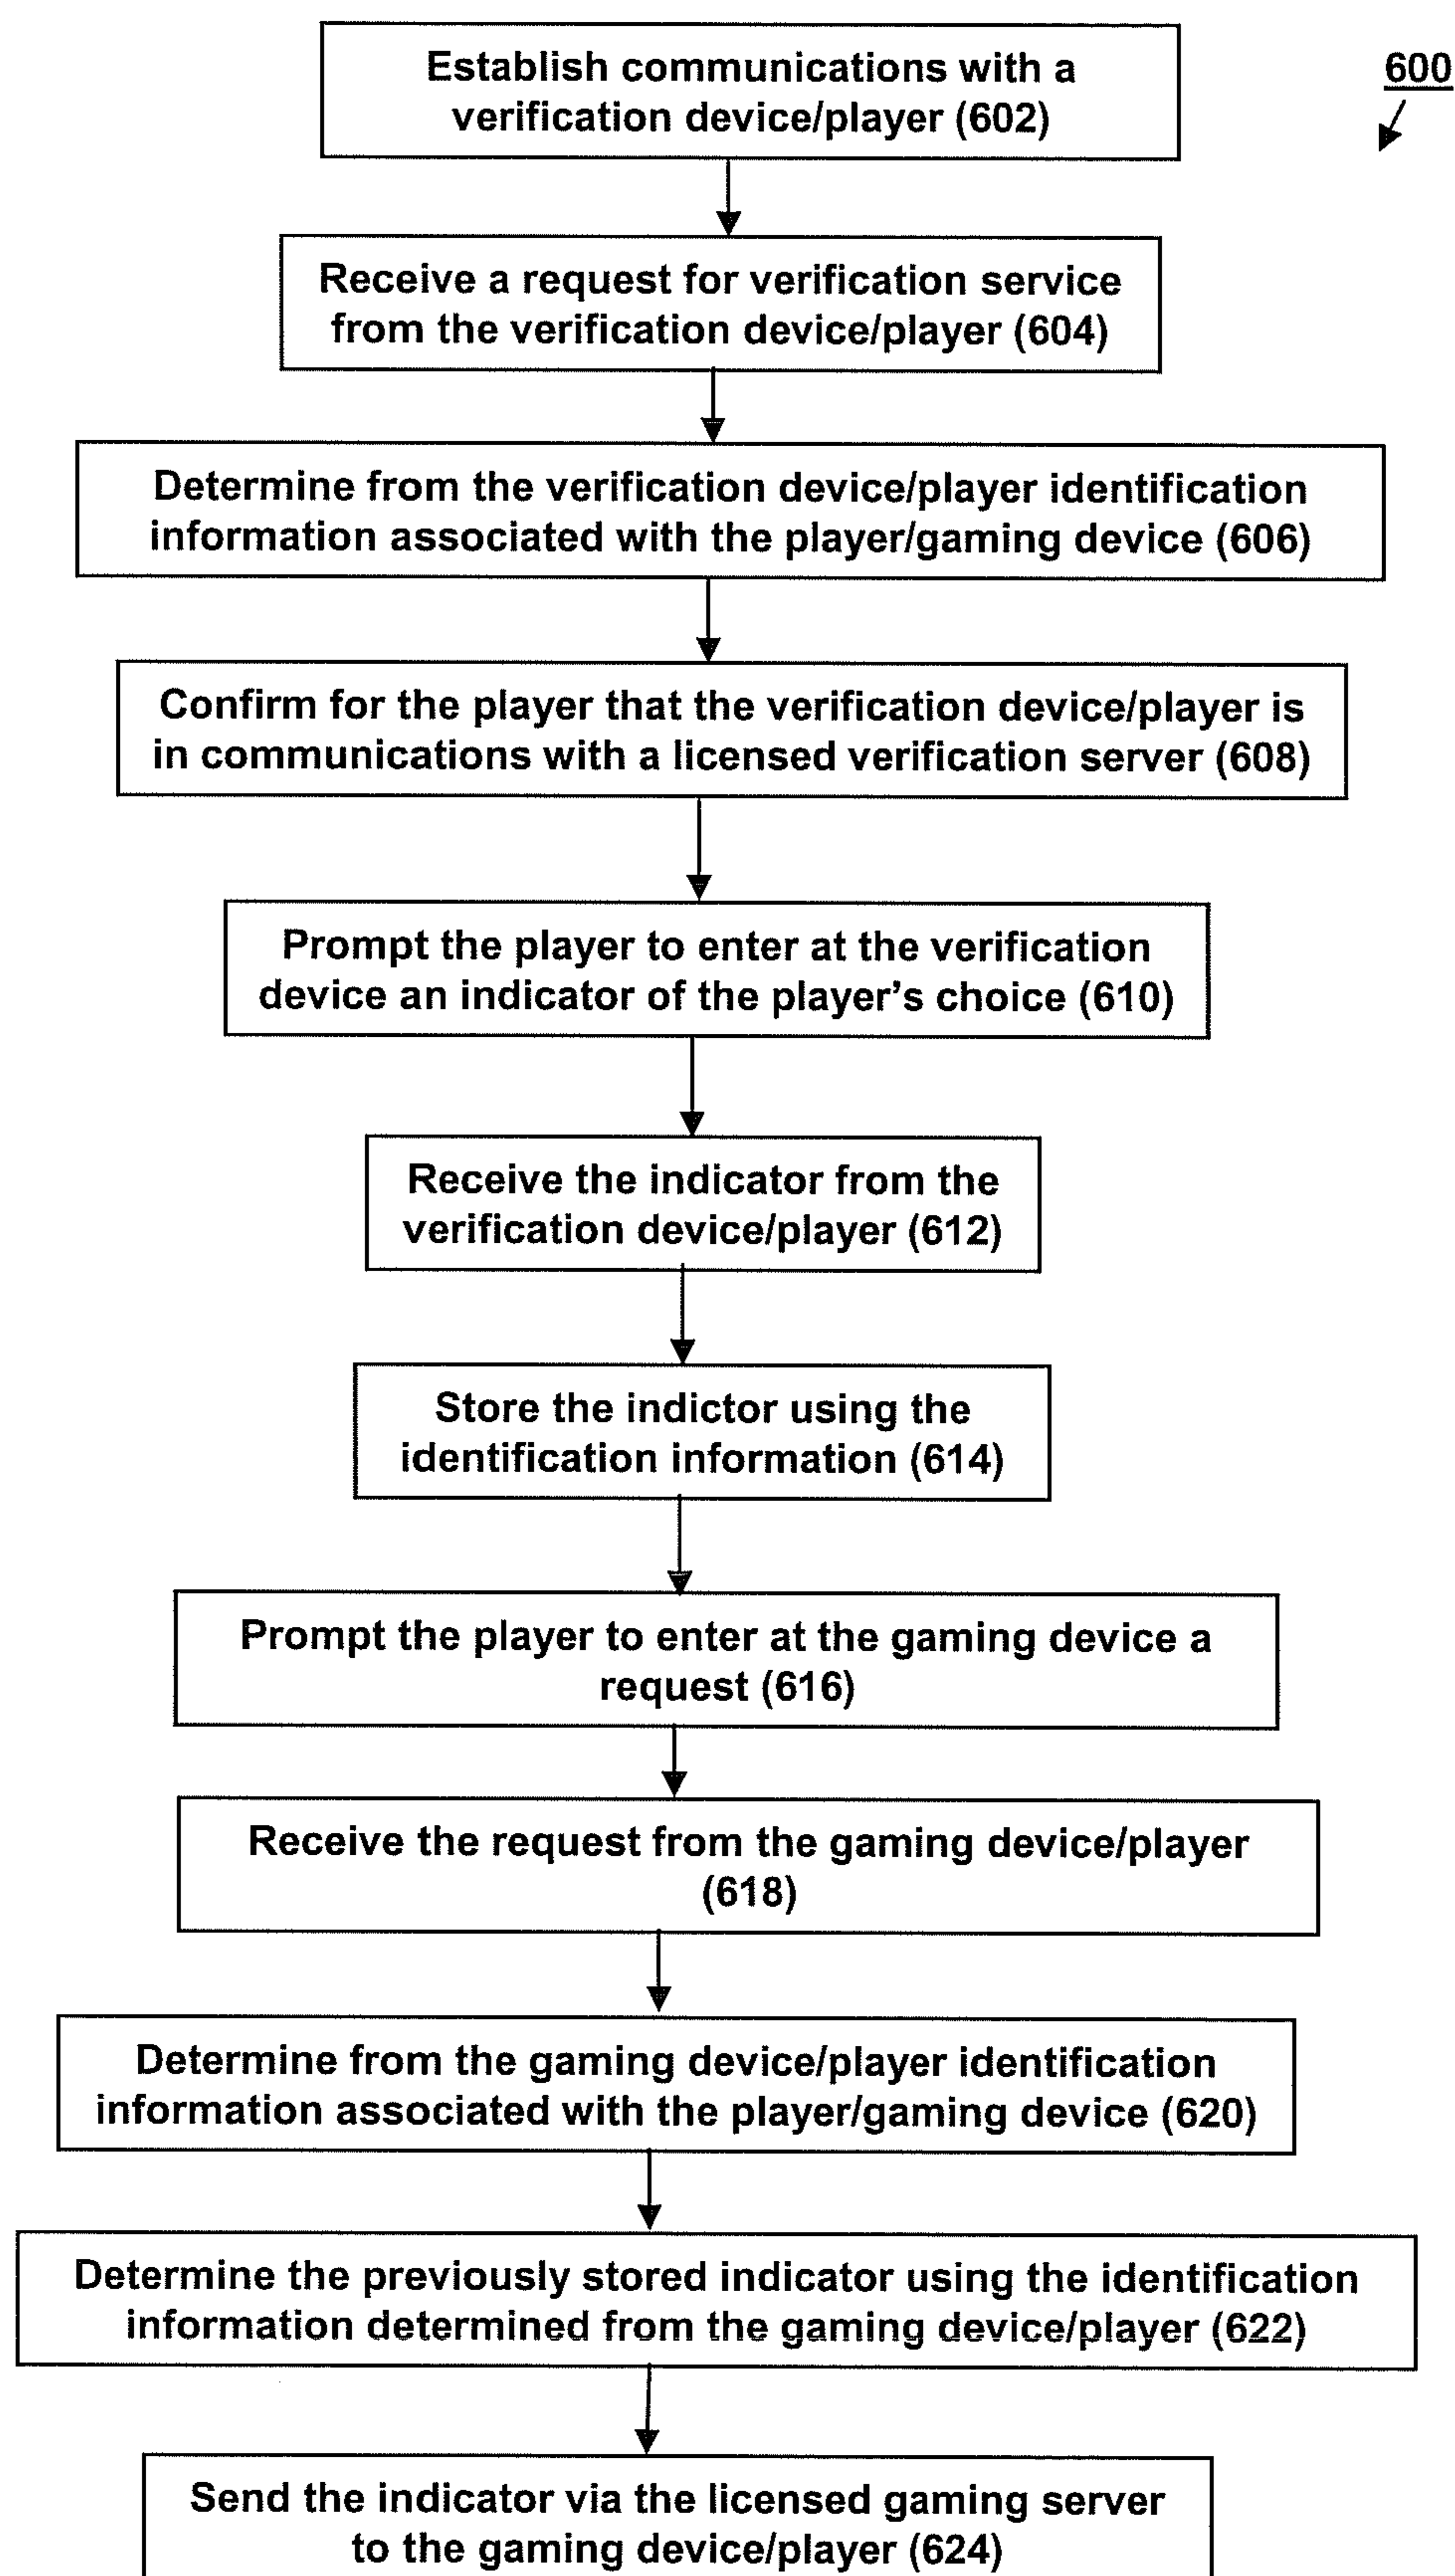 Establish communications with a
verification device/player (602)
600
Receive a request for verification service
from the verification device/player (604)
Determine from the verification device/player identification
information associated with the player/gaming device (606)
Confirm for the player that the verification device/player is
in communications with a licensed verification server (608)
Prompt the player to enter at the verification
device an indicator of the player's choice (610)
Receive the indicator from the
verification device/player (612)
Store the indictor using the
identification information (614)
Prompt the player to enter at the gaming device a
request (616)
Receive the request from the gaming device/player
(618)
Determine from the gaming device/player identification
information associated with the player/gaming device (620)
Determine the previously stored indicator using the identification
information determined from the gaming device/player (622)
Send the indicator via the licensed gaming server
to the gaming device/player (624)